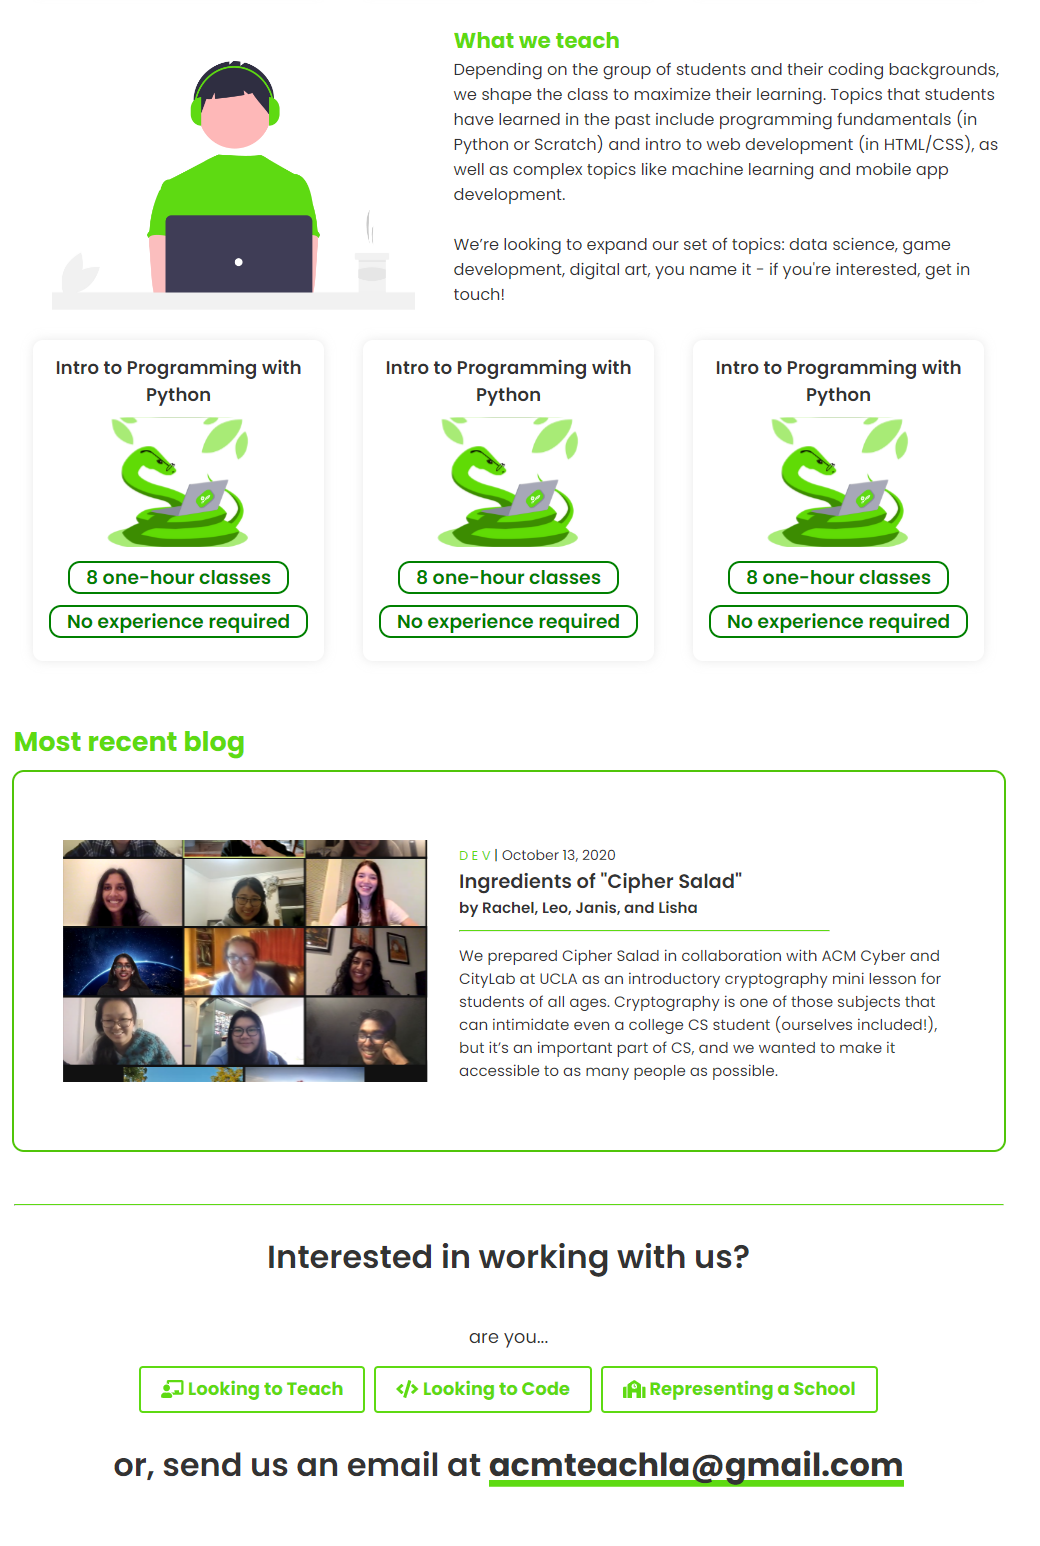 What we teach
Depending on the group of students and their coding backgrounds,
we shape the class to maximize their learning. Topics that students
have learned in the past include programming fundamentals (in
Python or Scratch) and intro to web development (in HTML/CSS), as
well as complex topics like machine learning and mobile app
development.
We’re looking to expand our set of topics: data science, game
development, digital art, you name it - if you're interested, get in
touch!
Intro to Programming with
Python
8 one-hour classes
No experience required
Intro to Programming with
Python
8 one-hour classes
No experience required
Intro to Programming with
Python
8 one-hour classes
No experience required
Most recent blog
DEV | October 13, 2020
Ingredients of "Cipher Salad"
by Rachel, Leo, Janis, and Lisha
We prepared Cipher Salad in collaboration with ACM Cyber and
CityLab at UCLA as an introductory cryptography mini lesson for
students of all ages. Cryptography is one of those subjects that
can intimidate even a college CS student (ourselves included!),
but it’s an important part of CS, and we wanted to make it
accessible to as many people as possible.
Interested in working with us?
are you...
Looking to Teach
Looking to Code
Representing a School
or, send us an email at acmteachla@gmail.com